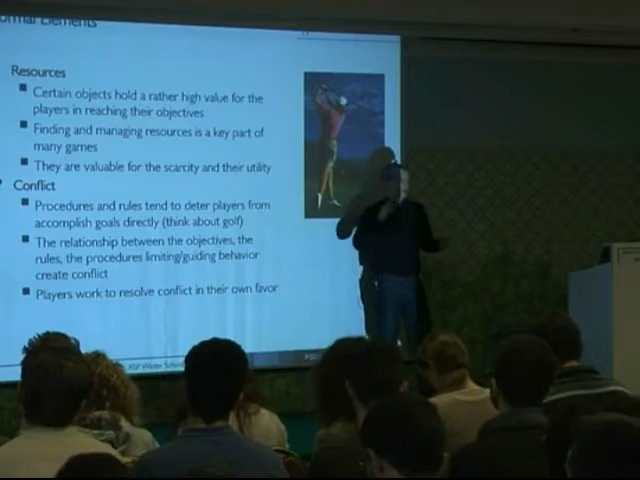 ormal Elements
Resources
Certain objects hold a rather high value for the
players in reaching their objectives
Finding and managing resources is a key part of
many games
They are valuable for the scarcity and their utility
Conflict
Procedures and rules tend to deter players from
accomplish goals directly (think about golf)
The relationship between the objectives, the
rules, the procedures limiting/guiding behavior
create conflict
Players work to resolve conflict in their own favor